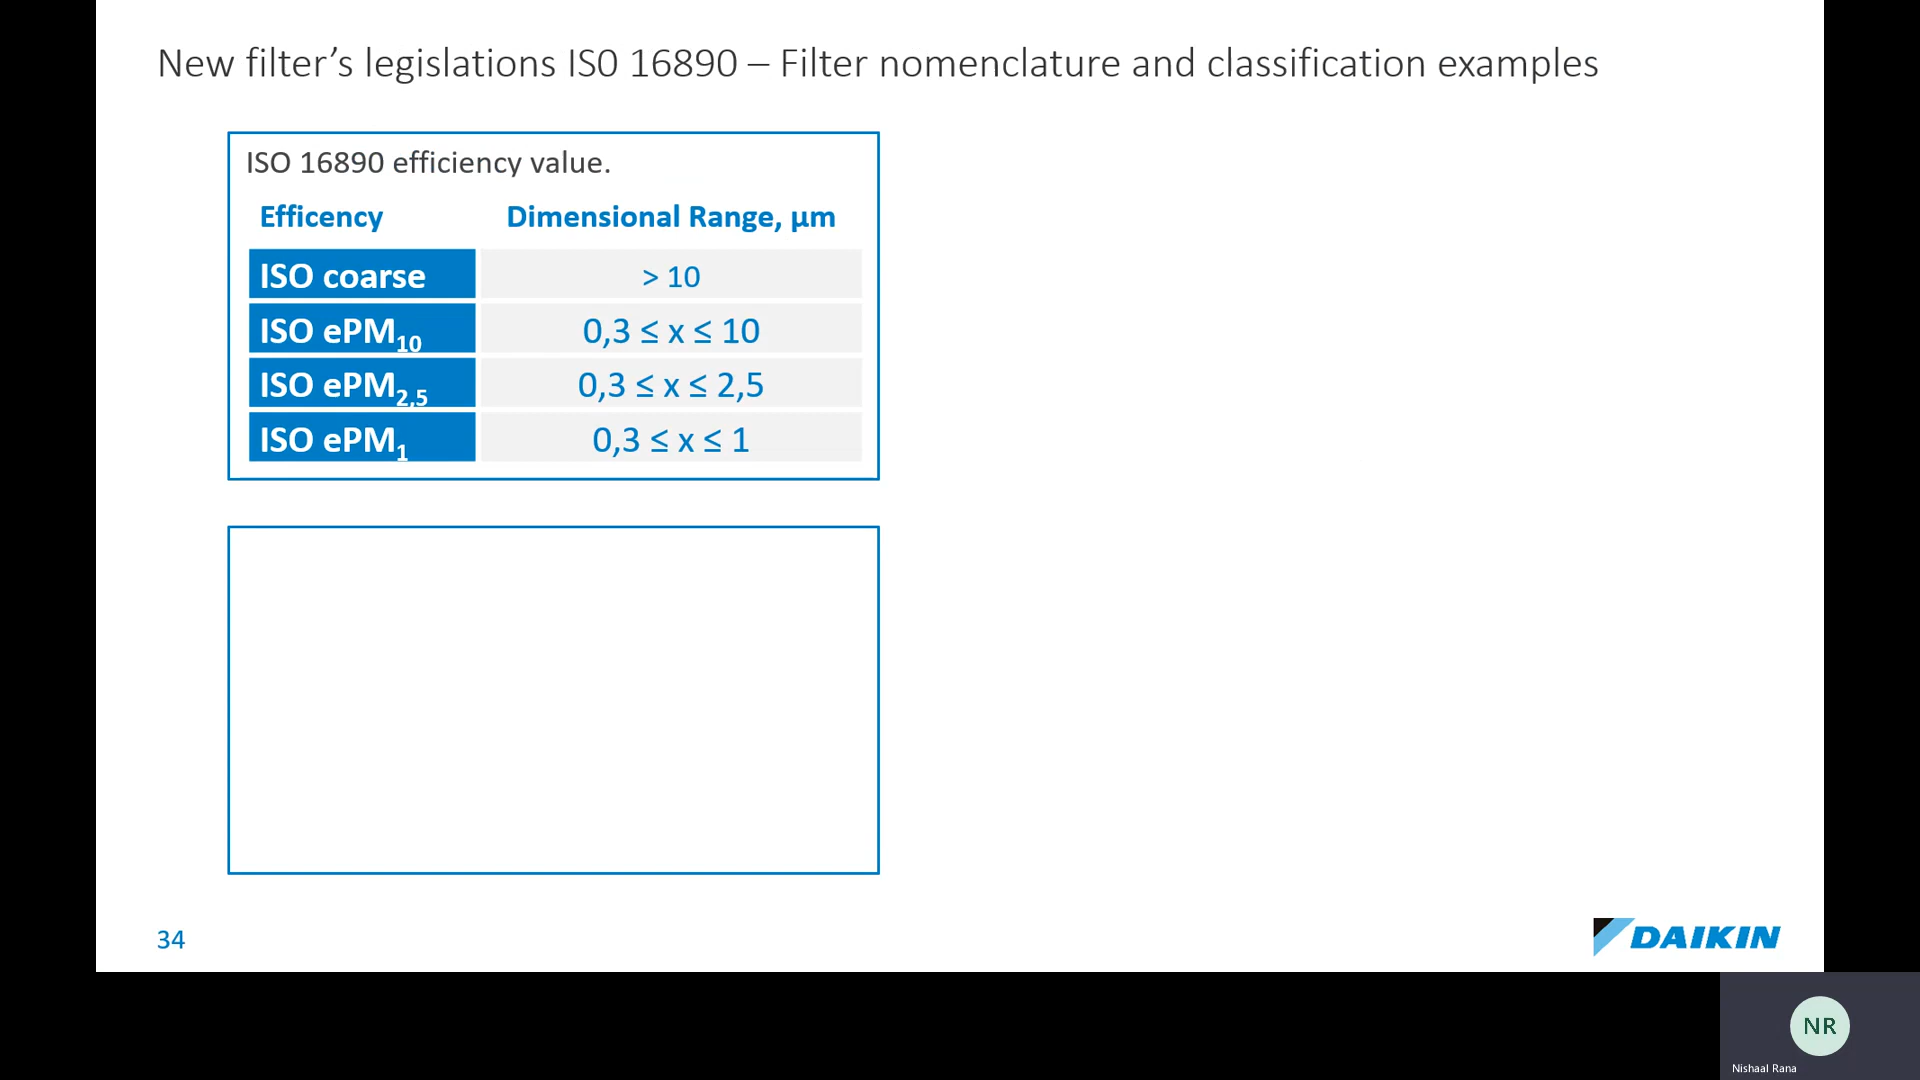 New filter’s legislations IS0 16890 – Filter nomenclature and classification examples
ISO 16890 efficiency value.
Efficency Dimensional Range, µm
ISO coarse > 10
ISO ePM10 0,3 ≤ x ≤ 10
ISO ePM2,5 0,3 ≤ x ≤ 2,5
ISO ePM1 0,3 ≤ x ≤ 1
34
DAIKIN
NR
Nishaal Rana